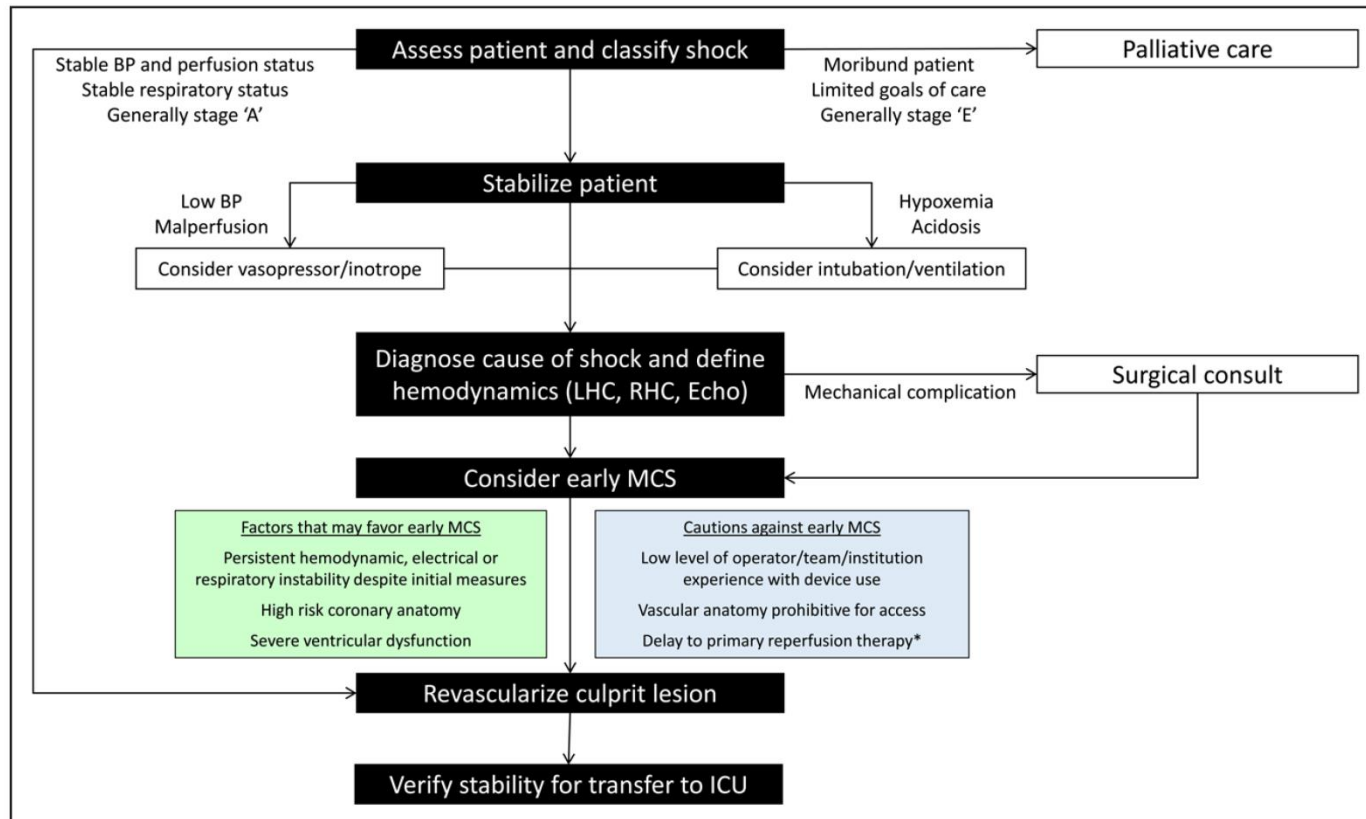 Assess patient and classify shock
Palliative care
Stable BP and perfusion status
Stable respiratory status
Generally stage ‘A’
Moribund patient
Limited goals of care
Generally stage ‘E’
Stabilize patient
Low BP
Malperfusion
Hypoxemia
Acidosis
Consider vasopressor/inotrope
Consider intubation/ventilation
Diagnose cause of shock and define
hemodynamics (LHC, RHC, Echo)
Mechanical complication
Surgical consult
Consider early MCS
Factors that may favor early MCS
Persistent hemodynamic, electrical or
respiratory instability despite initial measures
High risk coronary anatomy
Severe ventricular dysfunction
Cautions against early MCS
Low level of operator/team/institution
experience with device use
Vascular anatomy prohibitive for access
Delay to primary reperfusion therapy*
Revascularize culprit lesion
Verify stability for transfer to ICU